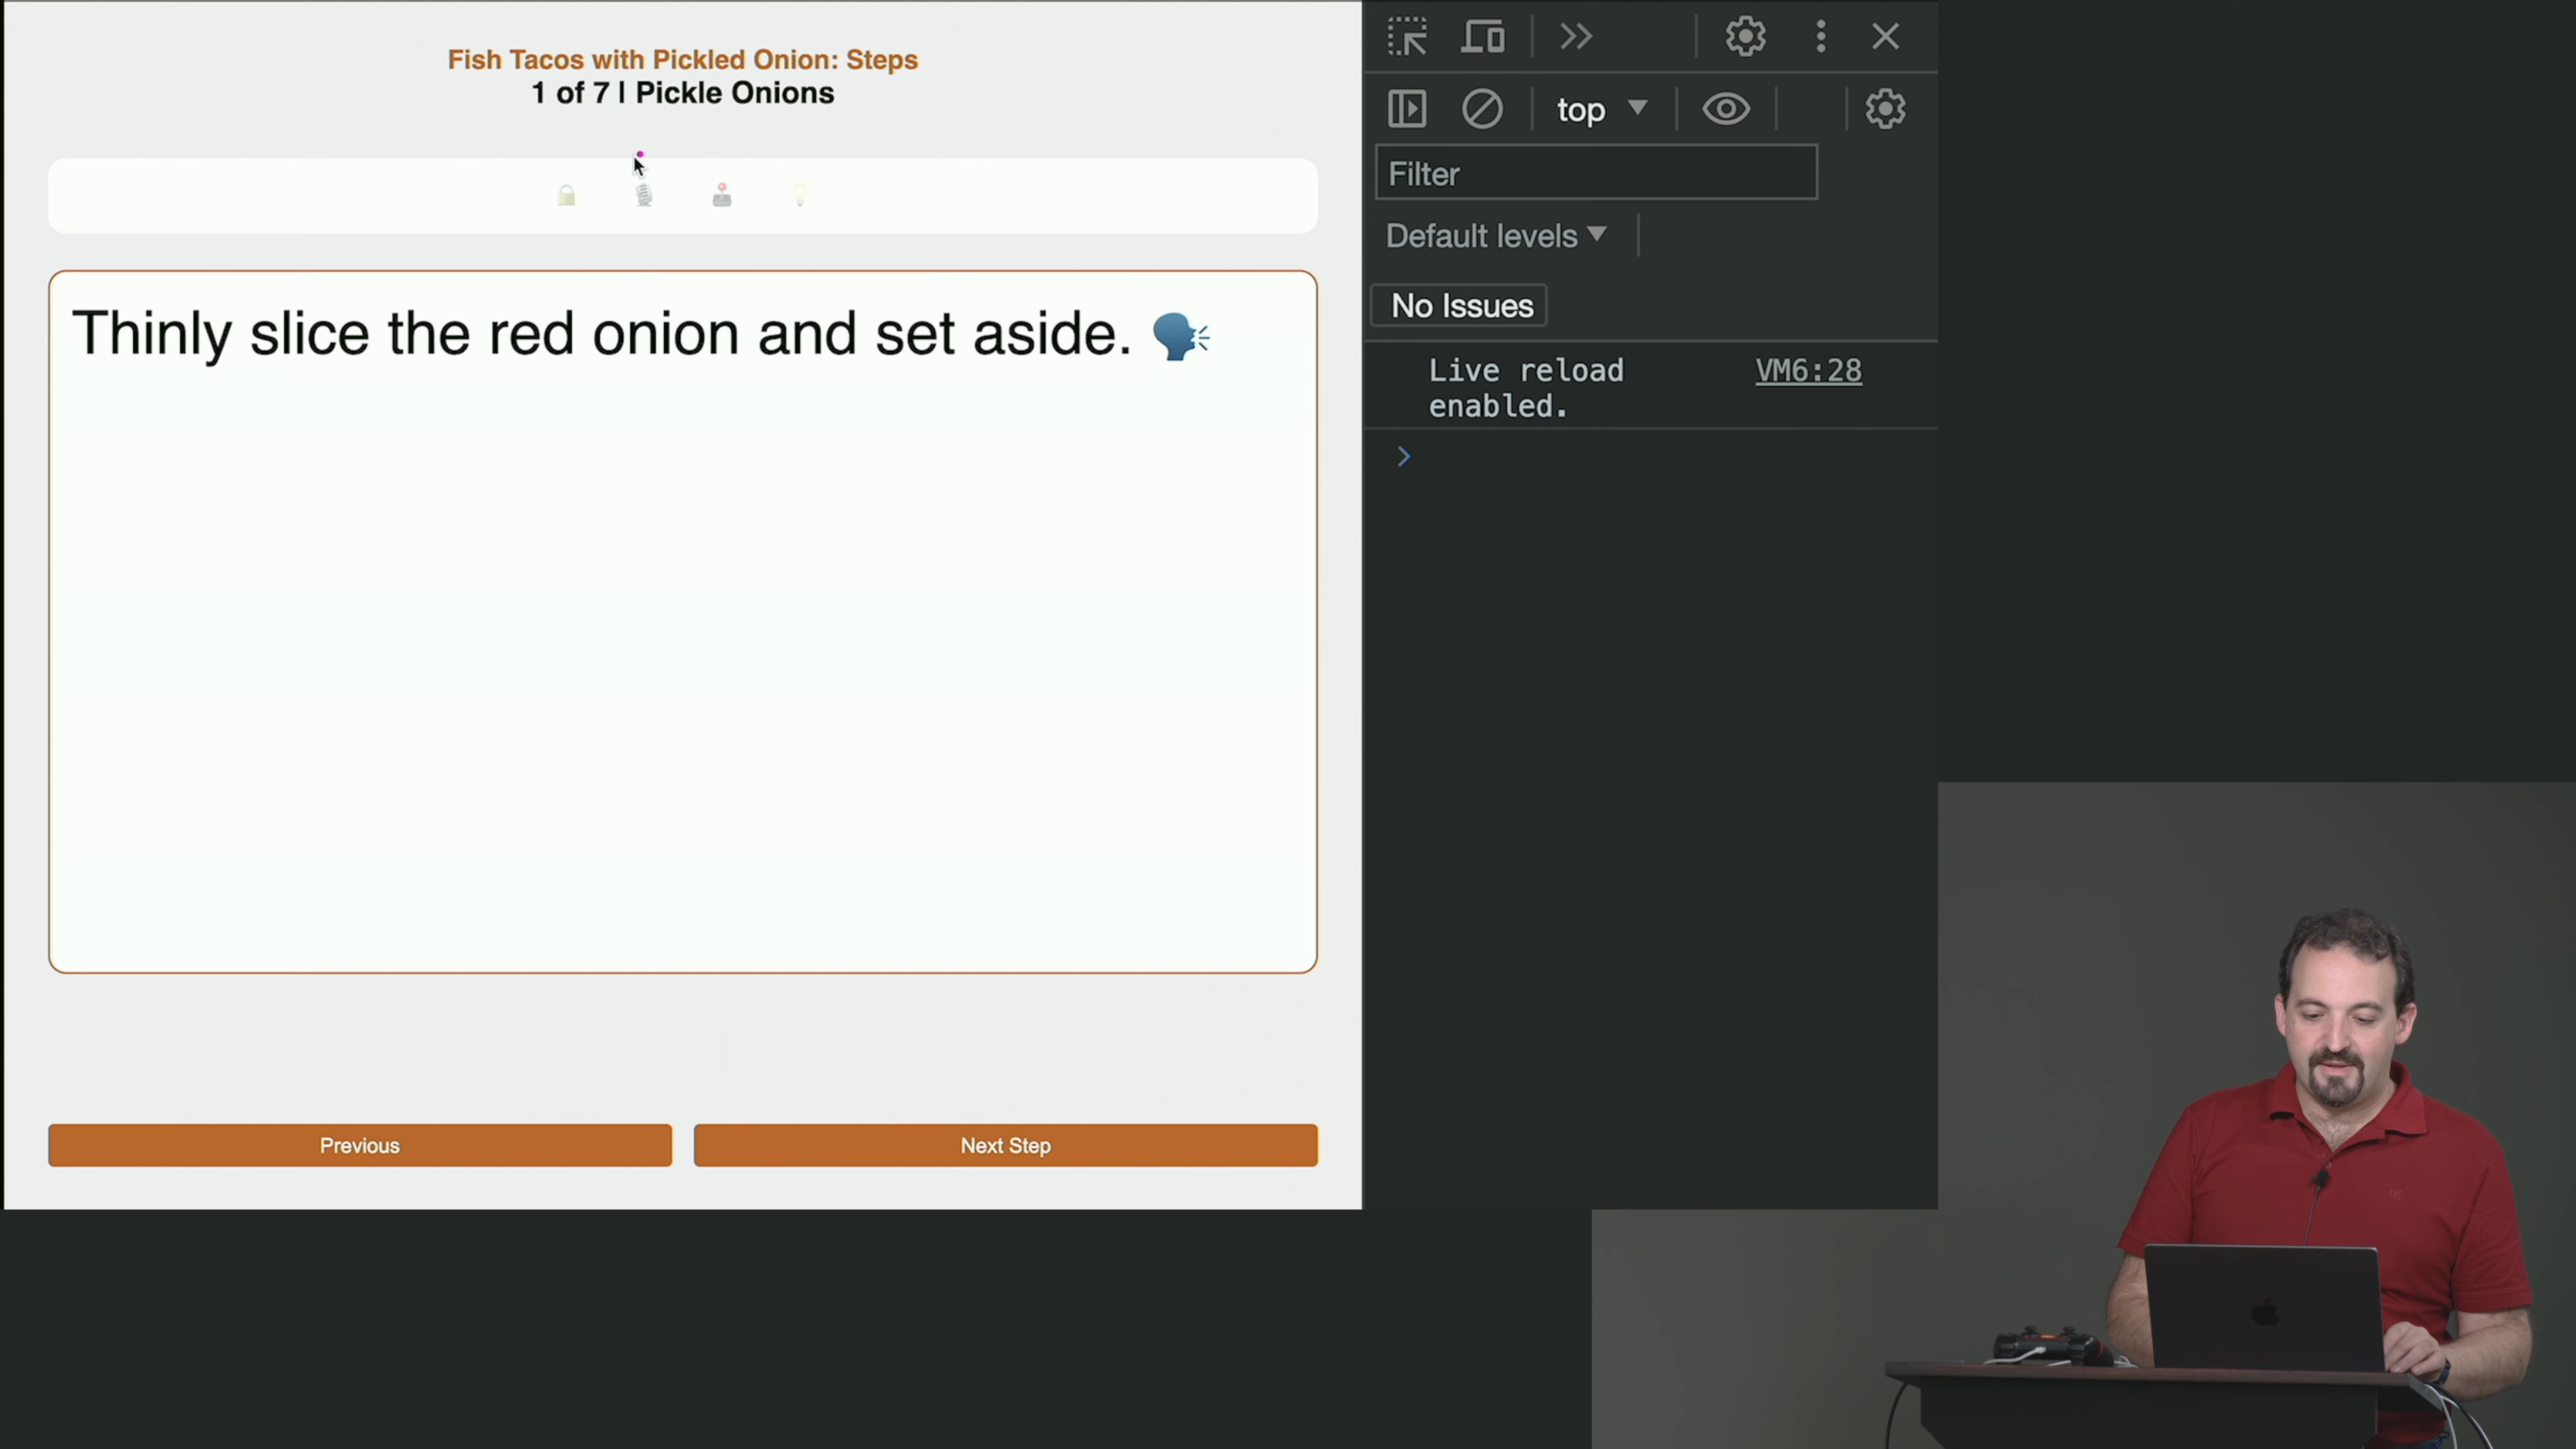 Fish Tacos with Pickled Onion: Steps
1 of 7 | Pickle Onions
Thinly slice the red onion and set aside.
Previous
Next Step
top
Filter
Default levels
No Issues
Live reload
enabled.
VM6:28